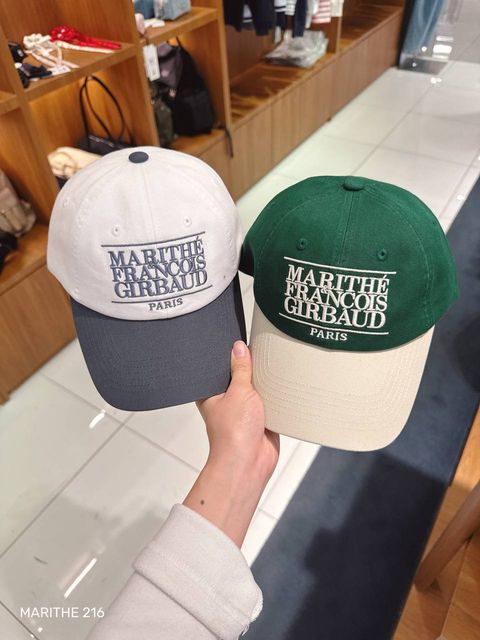 MARITHÉ
&
FRANÇOIS
GIRBAUD
PARIS
MARITHÉ
&
FRANÇOIS
GIRBAUD
PARIS
MARITHE 216